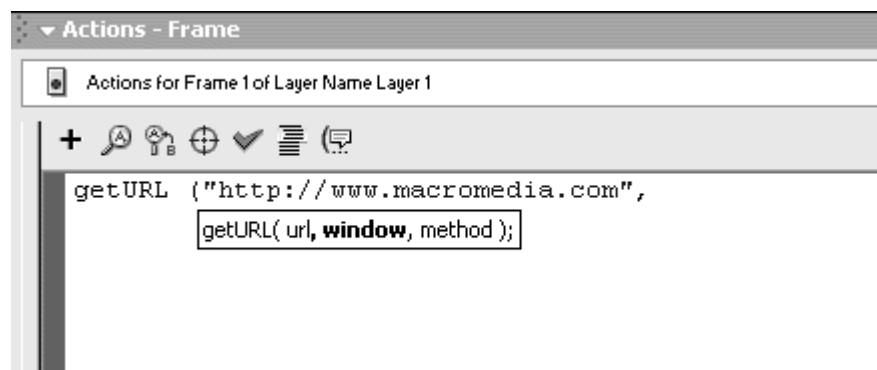 Actions - Frame
Actions for Frame 1 of Layer Name Layer 1
getURL ("http://www.macromedia.com",
getURL( url, window, method );